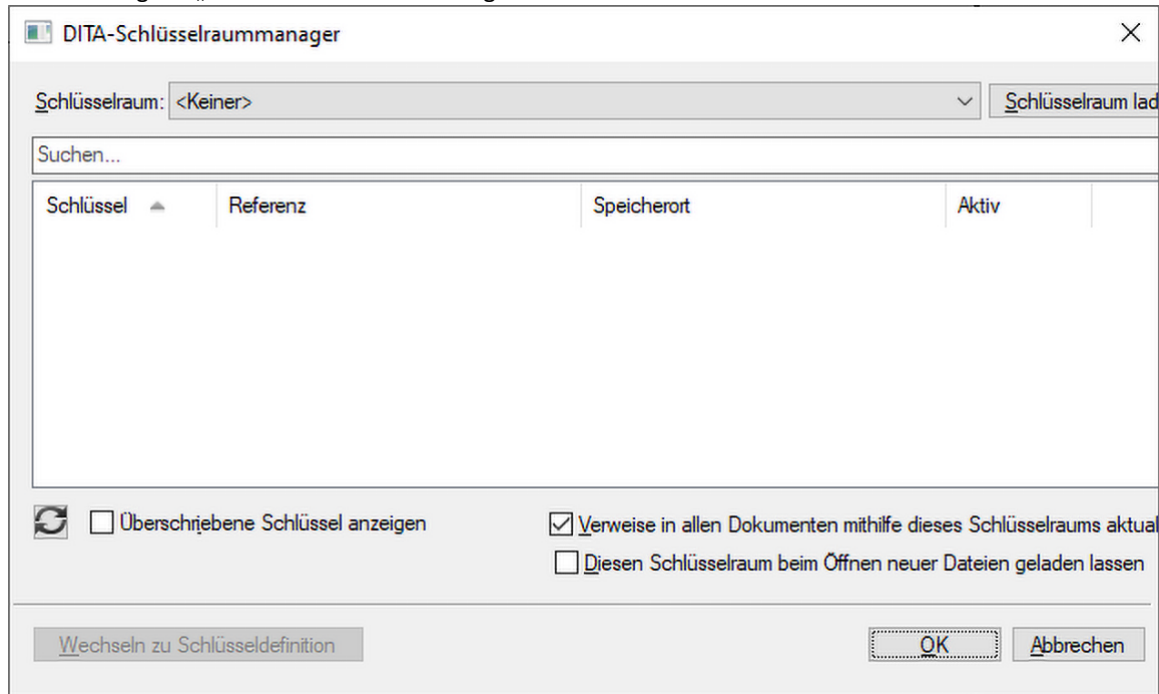 DITA-Schlüsselraummanager
Schlüsselraum: <Keiner> Schlüsselraum lad
Suchen...
Schlüssel Referenz Speicherort Aktiv
Überschriebene Schlüssel anzeigen Verweise in allen Dokumenten mithilfe dieses Schlüsselraums aktual
Diesen Schlüsselraum beim Öffnen neuer Dateien geladen lassen
Wechseln zu Schlüsseldefinition OK Abbrechen